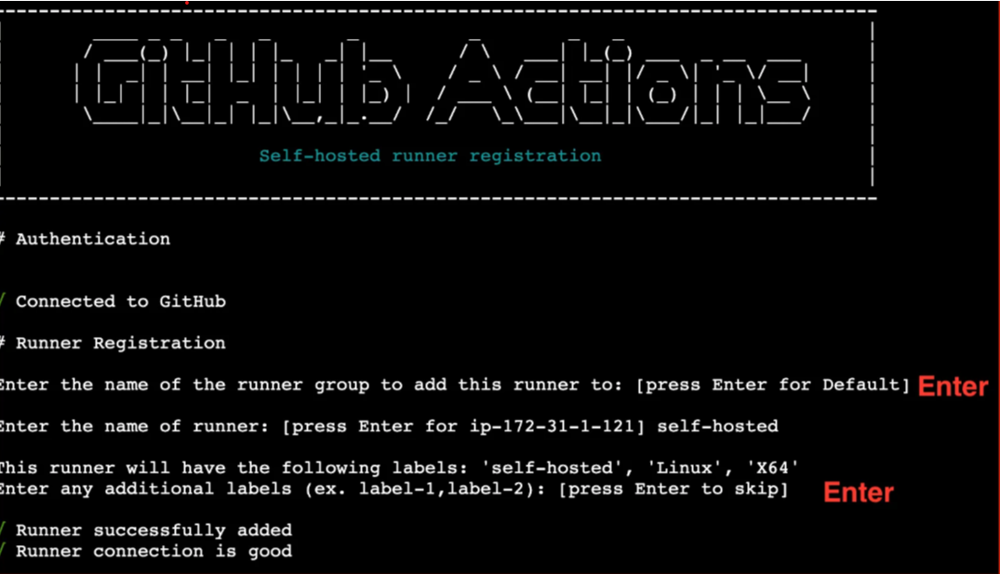 GitHub Actions
Self-hosted runner registration
# Authentication
√ Connected to GitHub
# Runner Registration
Enter the name of the runner group to add this runner to: [press Enter for Default] Enter
Enter the name of runner: [press Enter for ip-172-31-1-121] self-hosted
This runner will have the following labels: 'self-hosted', 'Linux', 'X64'
Enter any additional labels (ex. label-1,label-2): [press Enter to skip] Enter
√ Runner successfully added
√ Runner connection is good